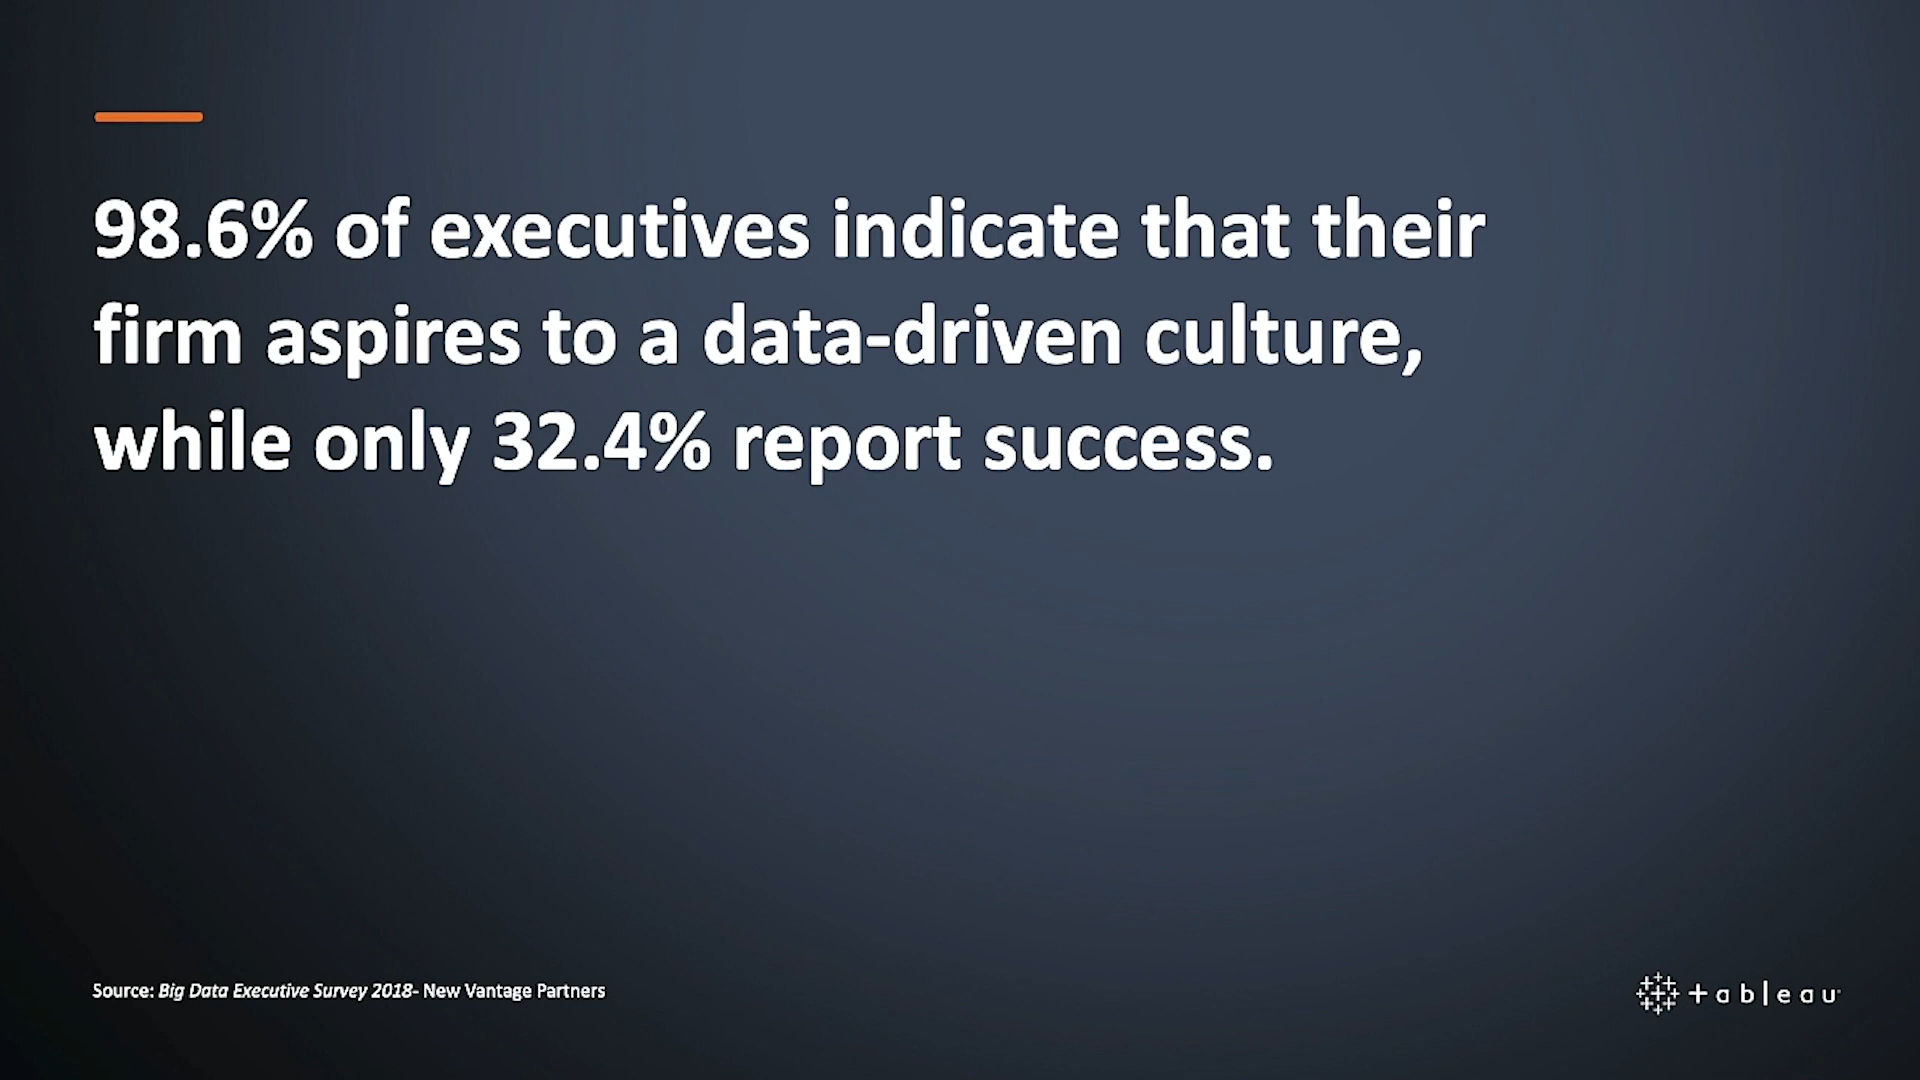 98.6% of executives indicate that their
firm aspires to a data-driven culture,
while only 32.4% report success.
Source: Big Data Executive Survey 2018- New Vantage Partners
+ableau